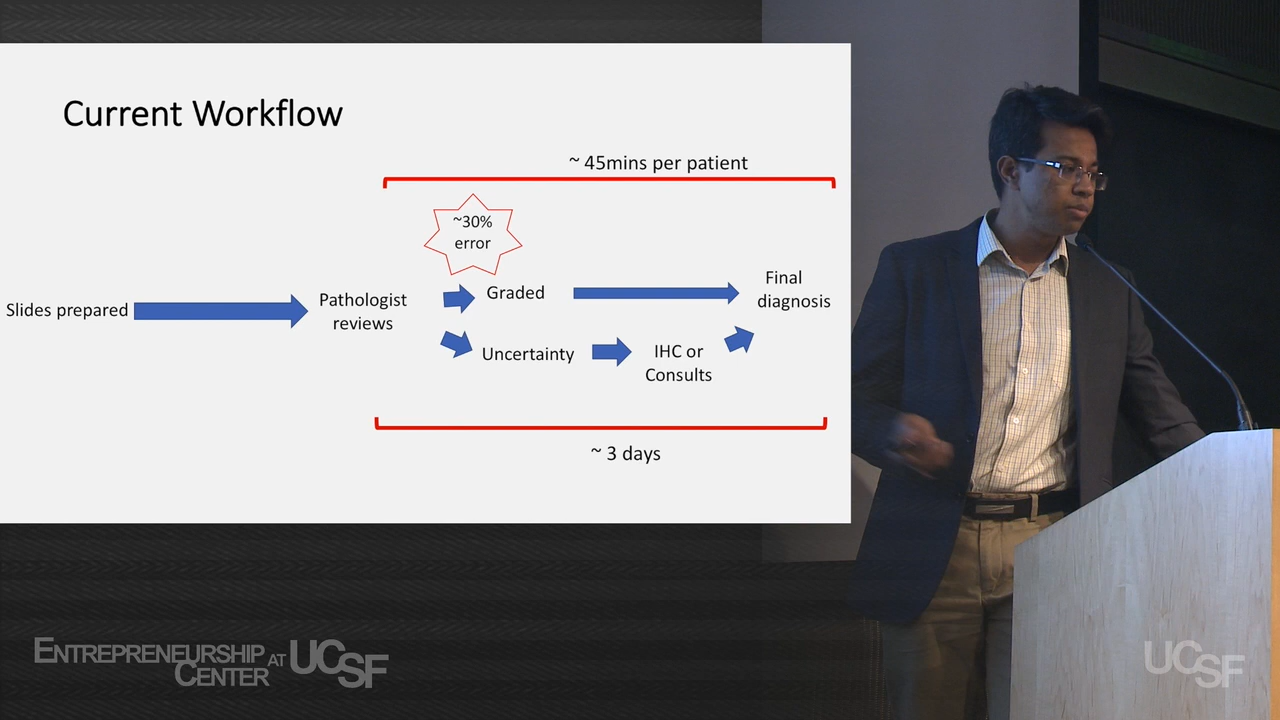 Current Workflow
~ 45mins per patient
~30%
error
Slides prepared
Pathologist
reviews
Graded
Final
diagnosis
Uncertainty
IHC or
Consults
~ 3 days
ENTREPRENEURSHIP AT UCSF
CENTER
UCSF